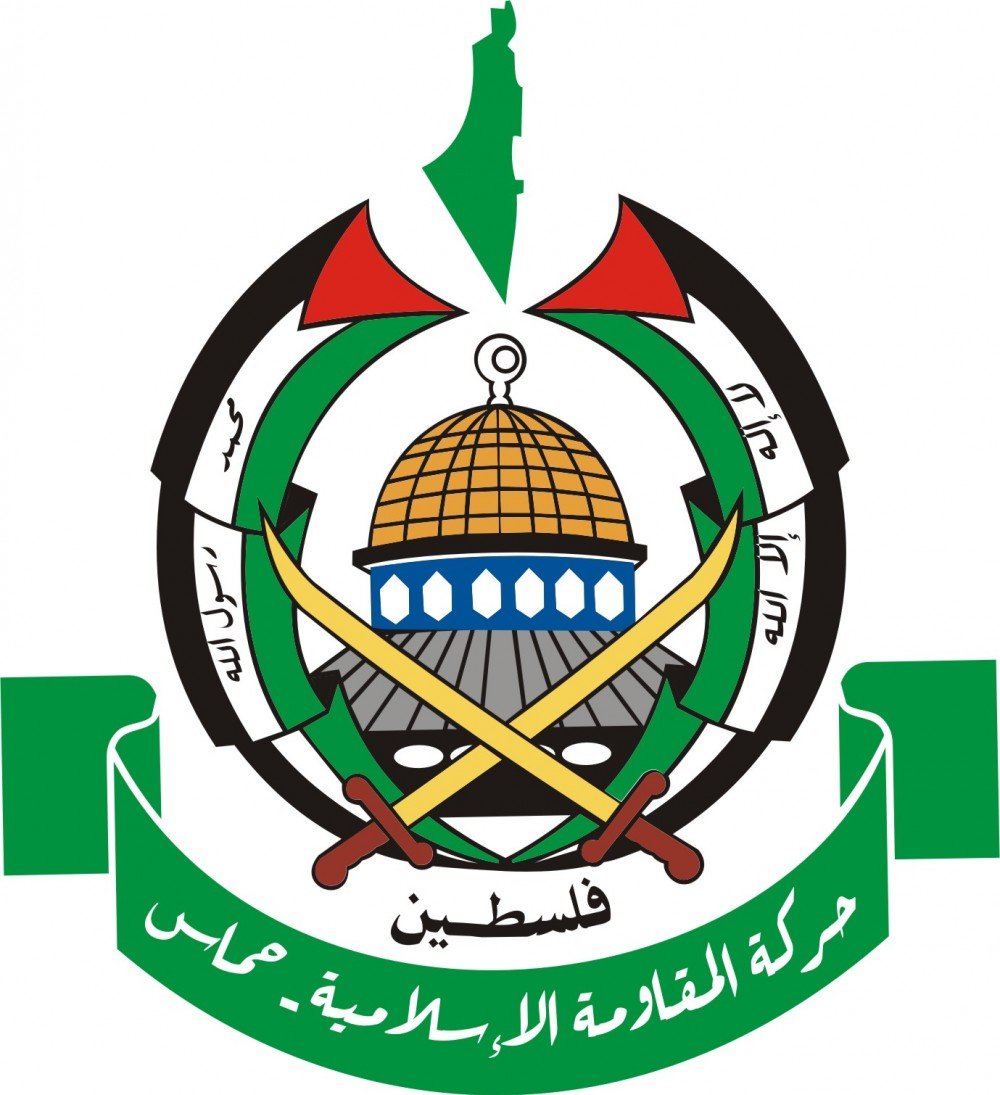 لا إله
إلا الله
محمد
رسول الله
فلسطين
حركة المقاومة الإسلامية - حماس